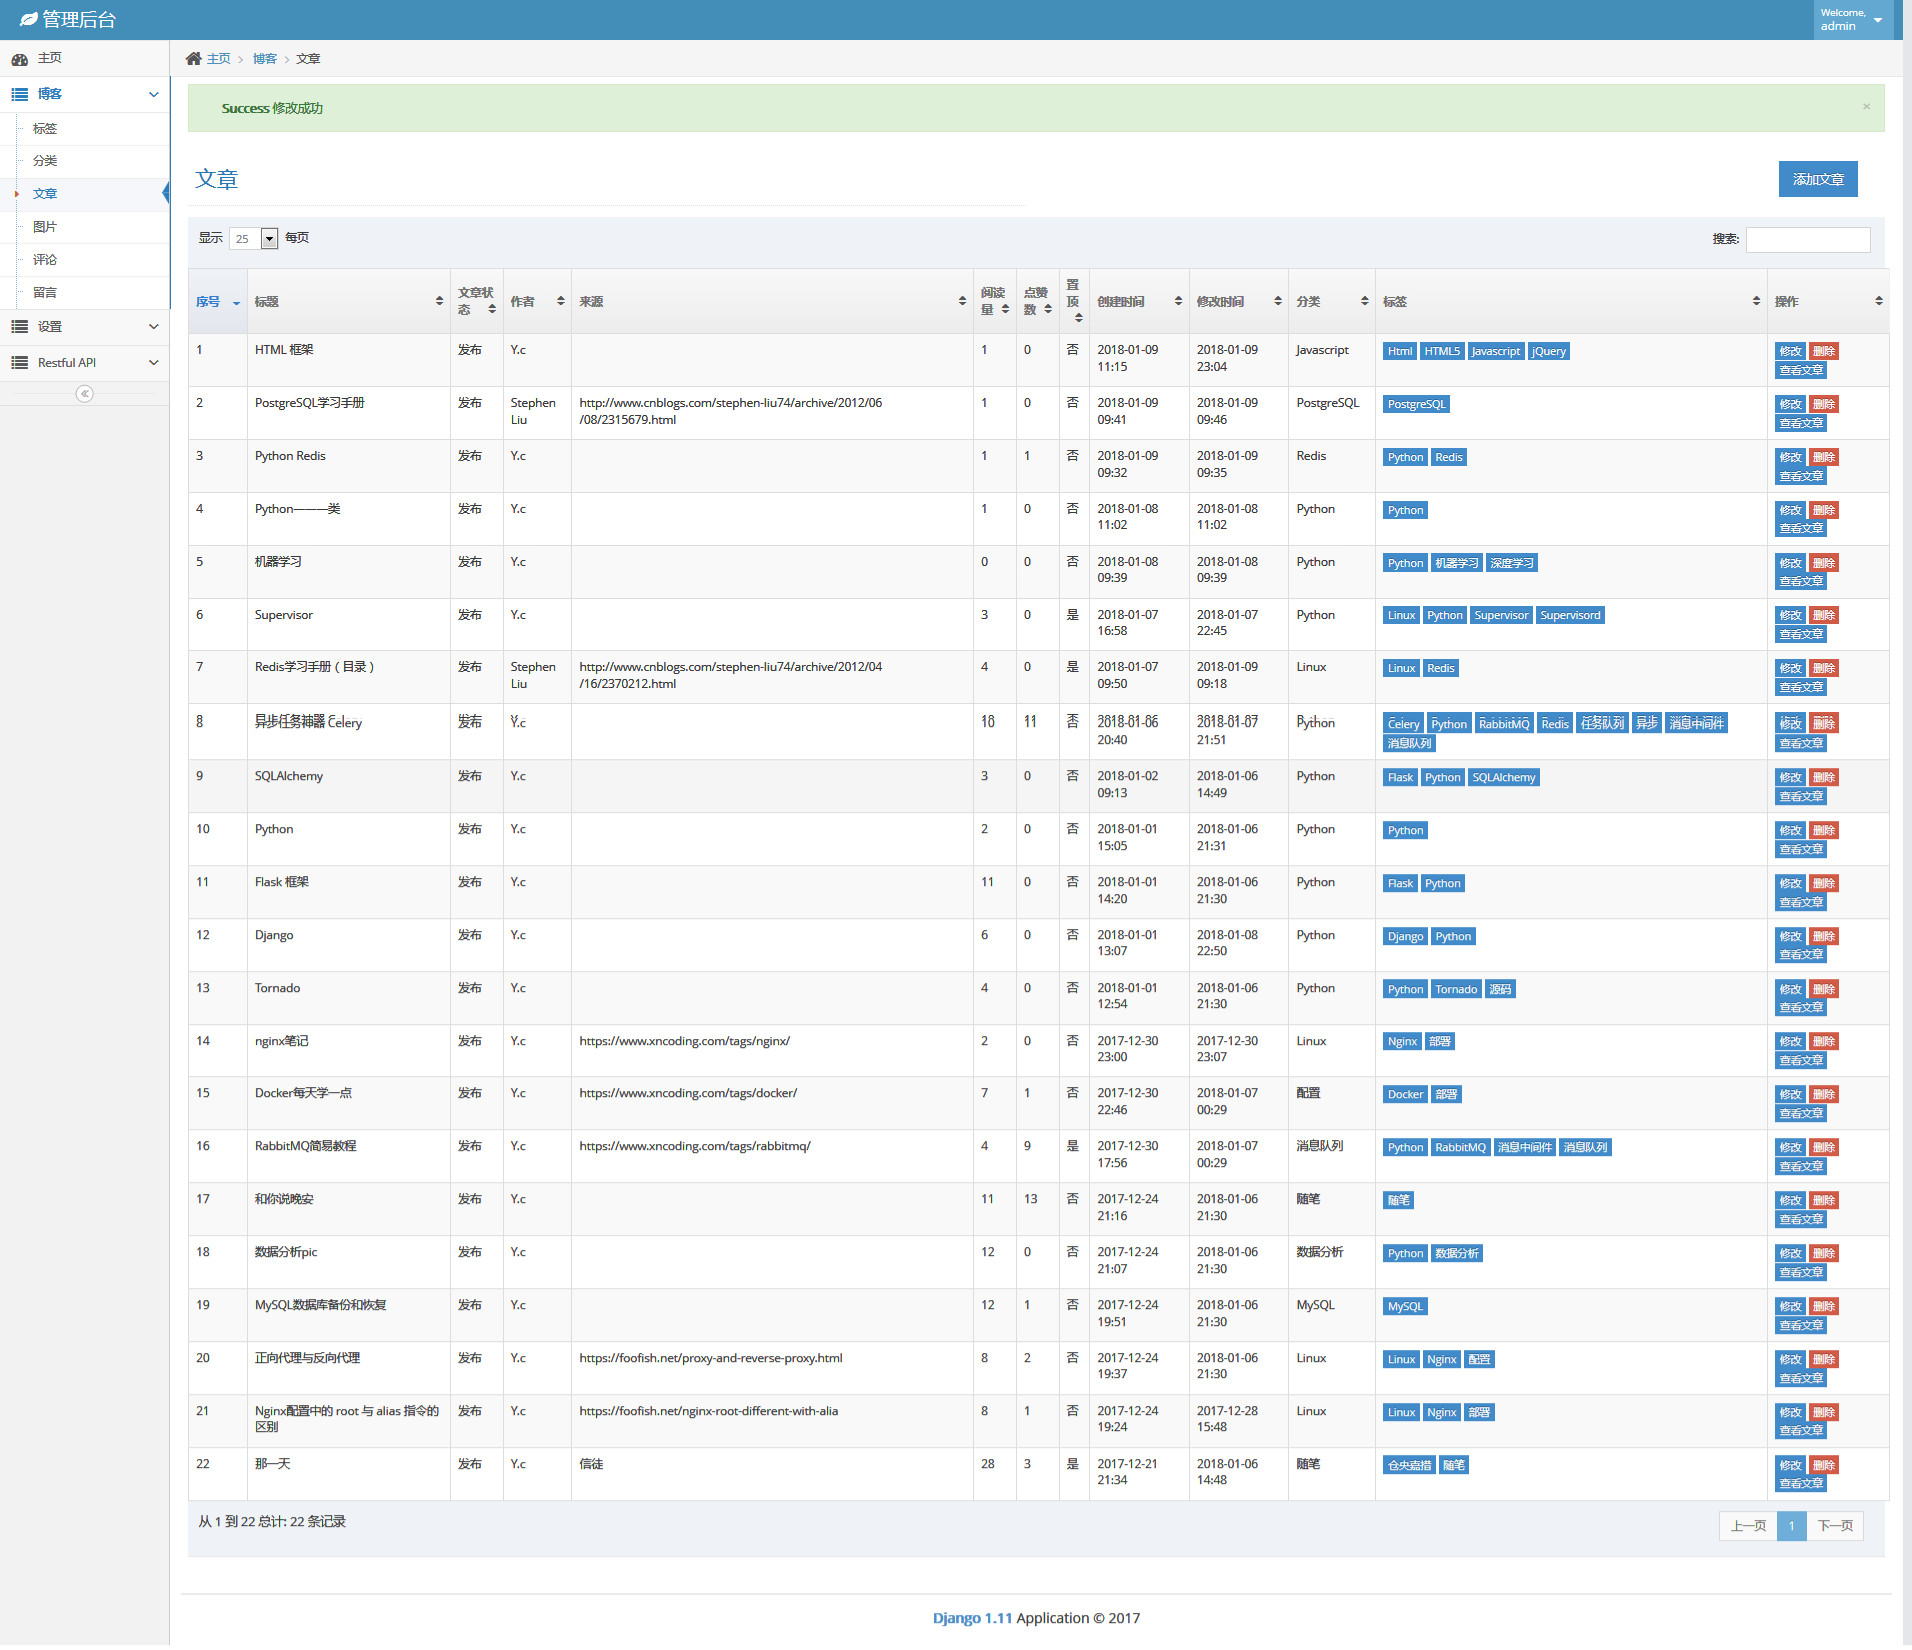 管理后台
Welcome,
admin
主页
博客
标签
分类
文章
图片
评论
留言
设置
Restful API
主页 > 博客 > 文章
Success 修改成功 ×
文章
添加文章
显示 25 每页
搜索:
序号 标题 文章状态 作者 来源 阅读量 点赞数 置顶 创建时间 修改时间 分类 标签 操作
1 HTML 框架 发布 Y.c 1 0 否 2018-01-09 11:15 2018-01-09 23:04 Javascript Html HTML5 Javascript jQuery 修改 删除 查看文章
2 PostgreSQL学习手册 发布 Stephen Liu http://www.cnblogs.com/stephen-liu74/archive/2012/06/08/2315679.html 1 0 否 2018-01-09 09:41 2018-01-09 09:46 PostgreSQL PostgreSQL 修改 删除 查看文章
3 Python Redis 发布 Y.c 1 1 否 2018-01-09 09:32 2018-01-09 09:35 Redis Python Redis 修改 删除 查看文章
4 Python———类 发布 Y.c 1 0 否 2018-01-08 11:02 2018-01-08 11:02 Python Python 修改 删除 查看文章
5 机器学习 发布 Y.c 0 0 否 2018-01-08 09:39 2018-01-08 09:39 Python Python 机器学习 深度学习 修改 删除 查看文章
6 Supervisor 发布 Y.c 3 0 是 2018-01-07 16:58 2018-01-07 22:45 Python Linux Python Supervisor Supervisord 修改 删除 查看文章
7 Redis学习手册（目录） 发布 Stephen Liu http://www.cnblogs.com/stephen-liu74/archive/2012/04/16/2370212.html 4 0 是 2018-01-07 09:50 2018-01-09 09:18 Linux Linux Redis 修改 删除 查看文章
8 异步任务神器 Celery 发布 Y.c 10 11 否 2018-01-06 20:40 2018-01-07 21:51 Python Celery Python RabbitMQ Redis 任务队列 异步 消息中间件 消息队列 修改 删除 查看文章
9 SQLAlchemy 发布 Y.c 3 0 否 2018-01-02 09:13 2018-01-06 14:49 Python Flask Python SQLAlchemy 修改 删除 查看文章
10 Python 发布 Y.c 2 0 否 2018-01-01 15:05 2018-01-06 21:31 Python Python 修改 删除 查看文章
11 Flask 框架 发布 Y.c 11 0 否 2018-01-01 14:20 2018-01-06 21:30 Python Flask Python 修改 删除 查看文章
12 Django 发布 Y.c 6 0 否 2018-01-01 13:07 2018-01-08 22:50 Python Django Python 修改 删除 查看文章
13 Tornado 发布 Y.c 4 0 否 2018-01-01 12:54 2018-01-06 21:30 Python Python Tornado 源码 修改 删除 查看文章
14 nginx笔记 发布 Y.c https://www.xncoding.com/tags/nginx/ 2 0 否 2017-12-30 23:00 2017-12-30 23:07 Linux Nginx 部署 修改 删除 查看文章
15 Docker每天学一点 发布 Y.c https://www.xncoding.com/tags/docker/ 7 1 否 2017-12-30 22:46 2018-01-07 00:29 配置 Docker 部署 修改 删除 查看文章
16 RabbitMQ简易教程 发布 Y.c https://www.xncoding.com/tags/rabbitmq/ 4 9 是 2017-12-30 17:56 2018-01-07 00:29 消息队列 Python RabbitMQ 消息中间件 消息队列 修改 删除 查看文章
17 和你说晚安 发布 Y.c 11 13 否 2017-12-24 21:16 2018-01-06 21:30 随笔 随笔 修改 删除 查看文章
18 数据分析pic 发布 Y.c 12 0 否 2017-12-24 21:07 2018-01-06 21:30 数据分析 Python 数据分析 修改 删除 查看文章
19 MySQL数据库备份和恢复 发布 Y.c 12 1 否 2017-12-24 19:51 2018-01-06 21:30 MySQL MySQL 修改 删除 查看文章
20 正向代理与反向代理 发布 Y.c https://foofish.net/proxy-and-reverse-proxy.html 8 2 否 2017-12-24 19:37 2018-01-06 21:30 Linux Linux Nginx 配置 修改 删除 查看文章
21 Nginx配置中的 root 与 alias 指令的区别 发布 Y.c https://foofish.net/nginx-root-different-with-alia 8 1 否 2017-12-24 19:24 2017-12-28 15:48 Linux Linux Nginx 部署 修改 删除 查看文章
22 那一天 发布 Y.c 信徒 28 3 是 2017-12-21 21:34 2018-01-06 14:48 随笔 仓央嘉措 随笔 修改 删除 查看文章
从 1 到 22 总计: 22 条记录
上一页 1 下一页
Django 1.11 Application © 2017